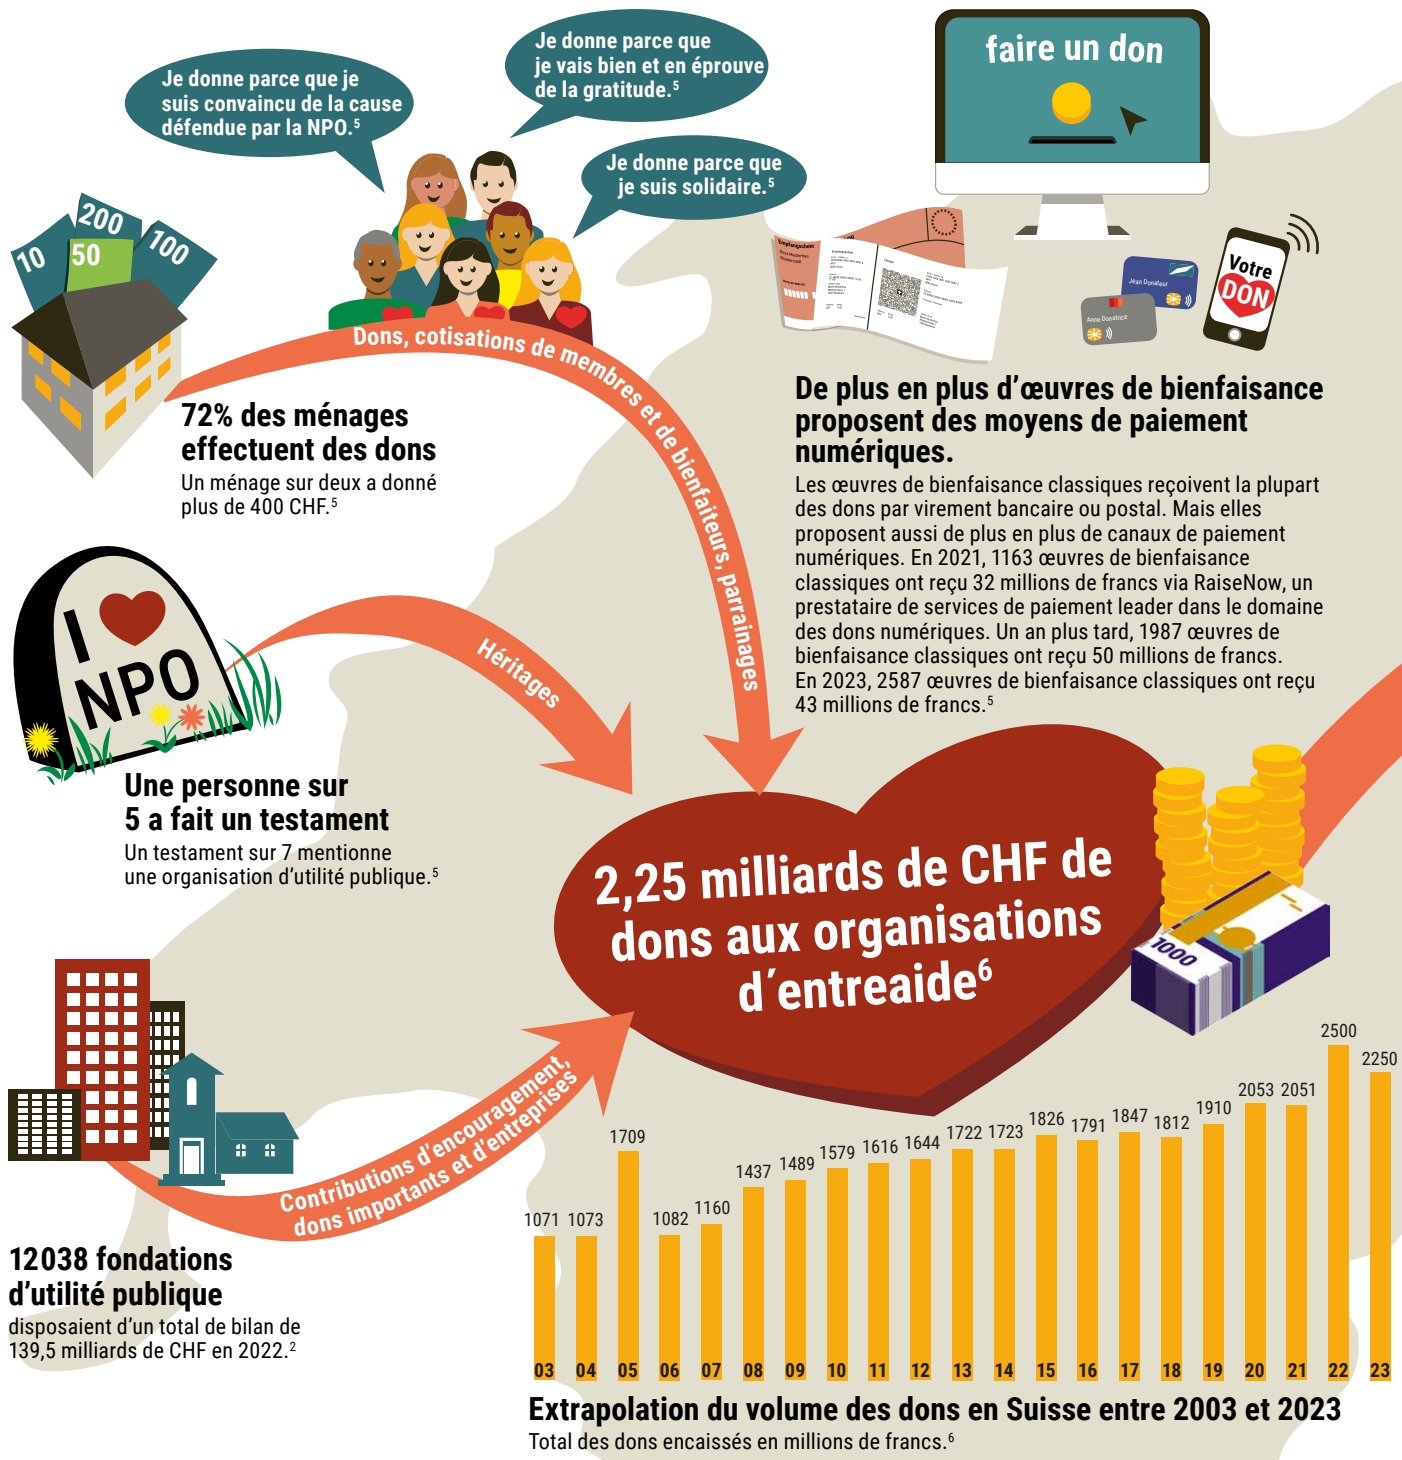 Je donne parce que je
suis convaincu de la cause
défendue par la NPO.⁵
Je donne parce que
je vais bien et en éprouve
de la gratitude.⁵
Je donne parce que
je suis solidaire.⁵
faire un don
10
200
50
100
Empfangsschein
Jean Donateur
Anne Donatrice
Votre
DON
Dons, cotisations de membres et de bienfaiteurs, parrainages
72% des ménages
effectuent des dons
Un ménage sur deux a donné
plus de 400 CHF.⁵
De plus en plus d’œuvres de bienfaisance
proposent des moyens de paiement
numériques.
Les œuvres de bienfaisance classiques reçoivent la plupart
des dons par virement bancaire ou postal. Mais elles
proposent aussi de plus en plus de canaux de paiement
numériques. En 2021, 1163 œuvres de bienfaisance
classiques ont reçu 32 millions de francs via RaiseNow, un
prestataire de services de paiement leader dans le domaine
des dons numériques. Un an plus tard, 1987 œuvres de
bienfaisance classiques ont reçu 50 millions de francs.
En 2023, 2587 œuvres de bienfaisance classiques ont reçu
43 millions de francs.⁵
I
NPO
Héritages
Une personne sur
5 a fait un testament
Un testament sur 7 mentionne
une organisation d’utilité publique.⁵
2,25 milliards de CHF de
dons aux organisations
d´entreaide⁶
1000
Contributions d’encouragement,
dons importants et d’entreprises
12 038 fondations
d’utilité publique
disposaient d’un total de bilan de
139,5 milliards de CHF en 2022.²
1071 1073 1709 1082 1160 1437 1489 1579 1616 1644 1722 1723 1826 1791 1847 1812 1910 2053 2051 2500 2250
03 04 05 06 07 08 09 10 11 12 13 14 15 16 17 18 19 20 21 22 23
Extrapolation du volume des dons en Suisse entre 2003 et 2023
Total des dons encaissés en millions de francs.⁶